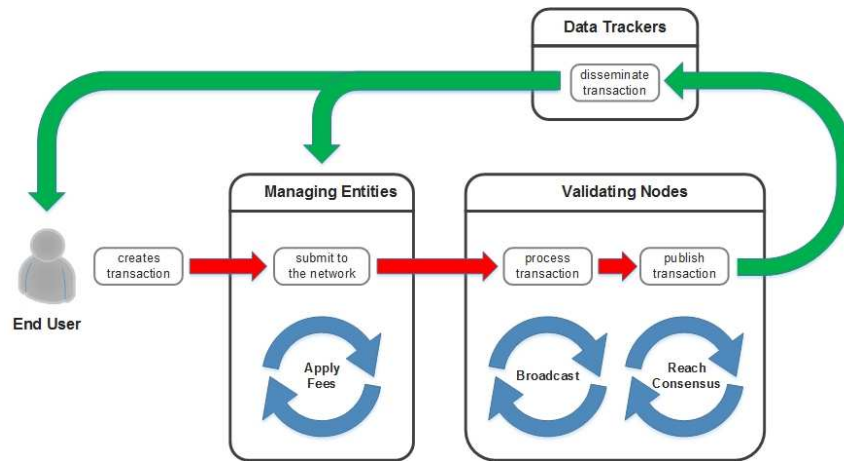 Data Trackers
disseminate
transaction
Managing Entities
Validating Nodes
creates
transaction
submit to
the network
process
transaction
publish
transaction
End User
Apply
Fees
Broadcast
Reach
Consensus